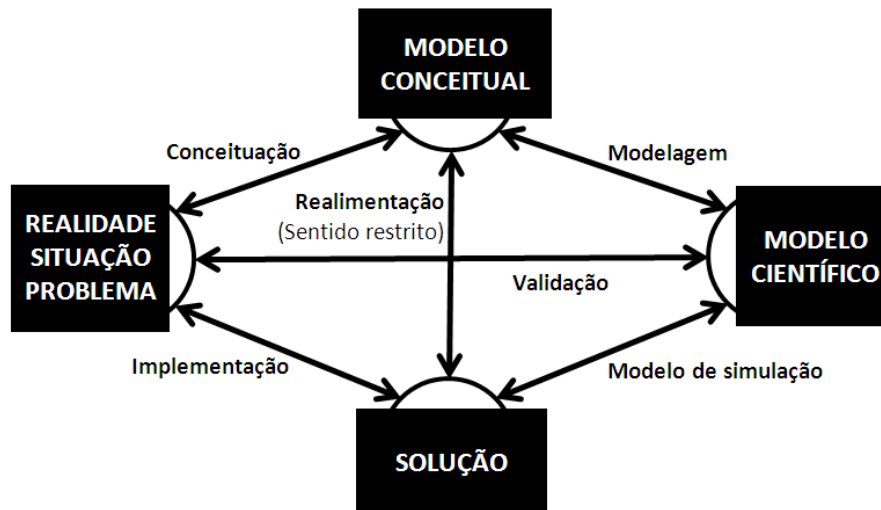 MODELO
CONCEITUAL
Conceituação
Modelagem
Realimentação
(Sentido restrito)
REALIDADE
SITUAÇÃO
PROBLEMA
MODELO
CIENTÍFICO
Validação
Implementação
Modelo de simulação
SOLUÇÃO